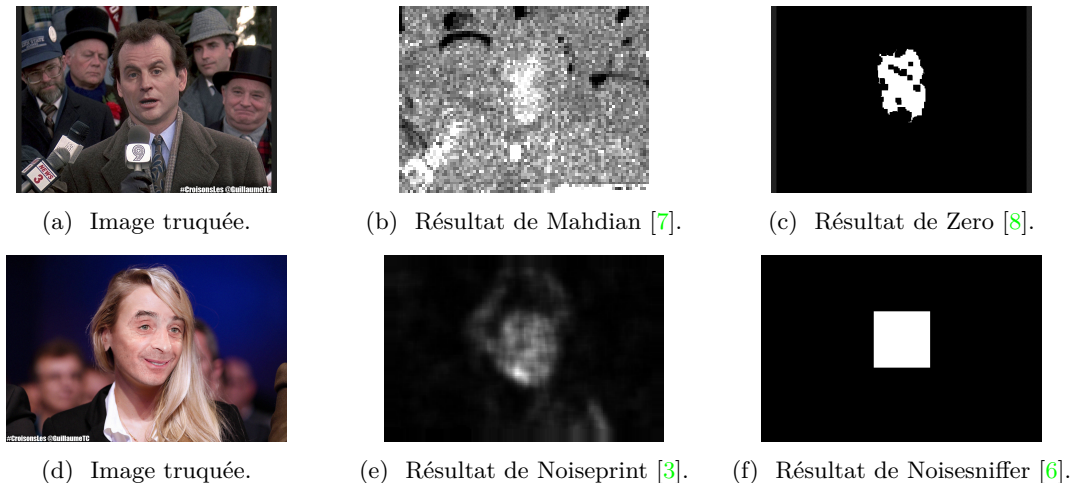 NEWS
3
9
#CroisonsLes @GuillaumeTC
(a) Image truquée.
(b) Résultat de Mahdian [7].
(c) Résultat de Zero [8].
#CroisonsLes @GuillaumeTC
(d) Image truquée.
(e) Résultat de Noiseprint [3].
(f) Résultat de Noisesniffer [6].